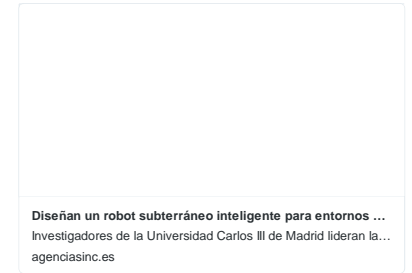 Diseñan un robot subterráneo inteligente para entornos ...
Investigadores de la Universidad Carlos III de Madrid lideran la...
agenciasinc.es